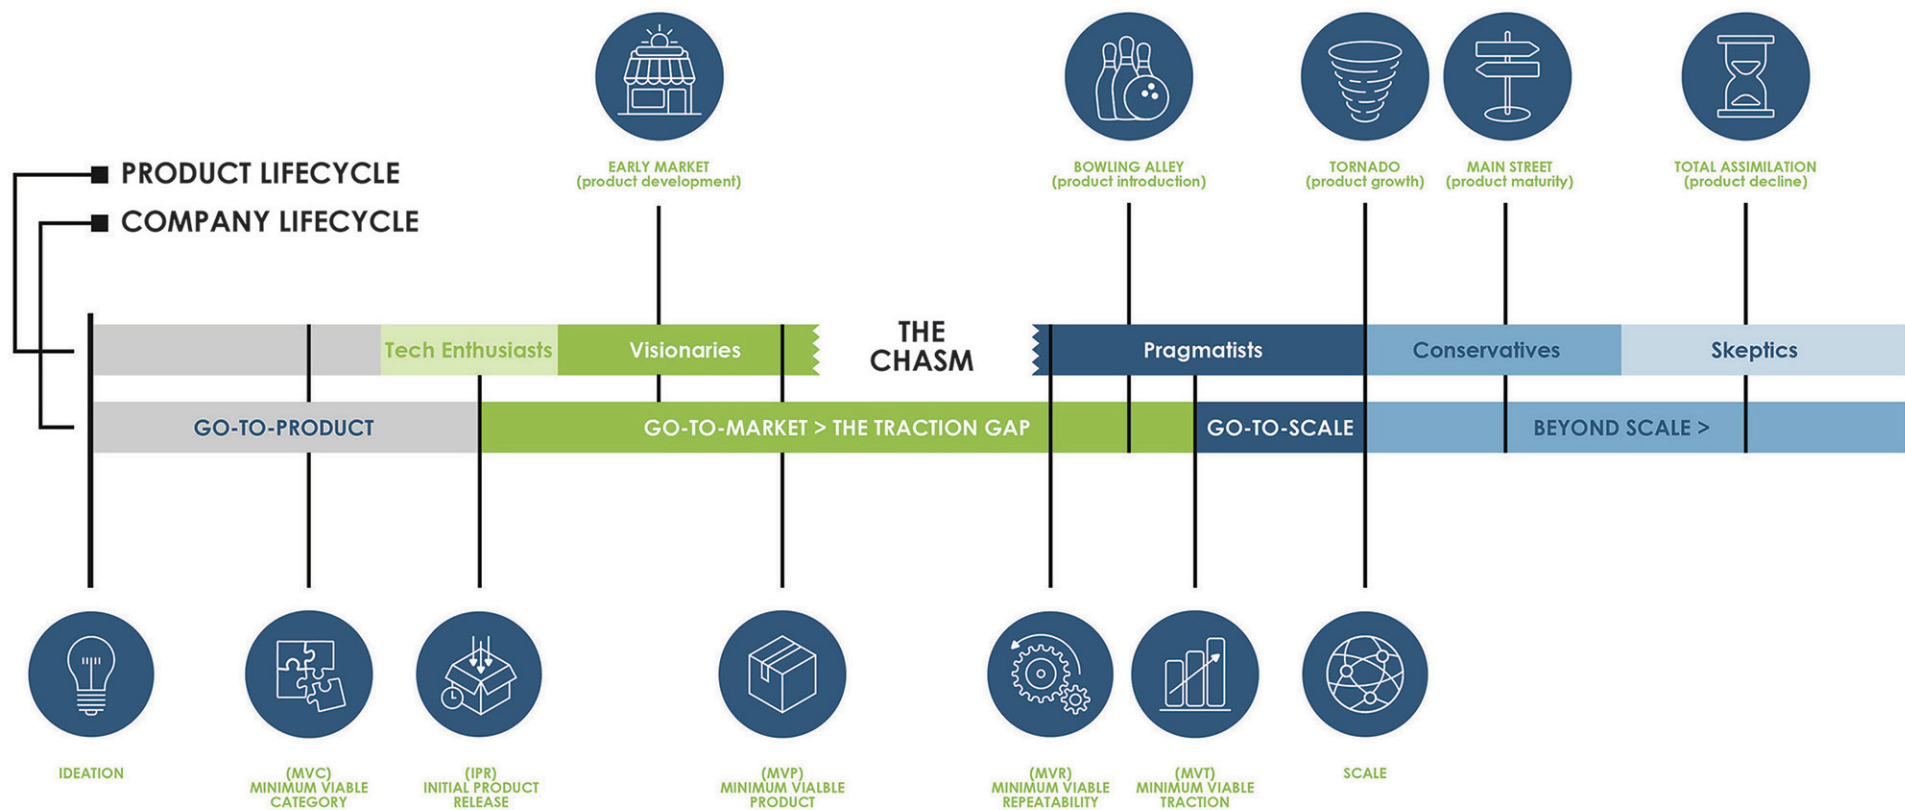 EARLY MARKET
(product development)
BOWLING ALLEY
(product introduction)
TORNADO
(product growth)
MAIN STREET
(product maturity)
TOTAL ASSIMILATION
(product decline)
PRODUCT LIFECYCLE
COMPANY LIFECYCLE
Tech Enthusiasts
Visionaries
THE
CHASM
Pragmatists
Conservatives
Skeptics
GO-TO-PRODUCT
GO-TO-MARKET > THE TRACTION GAP
GO-TO-SCALE
BEYOND SCALE >
IDEATION
(MVC)
MINIMUM VIABLE
CATEGORY
(IPR)
INITIAL PRODUCT
RELEASE
(MVP)
MINIMUM VIALBLE
PRODUCT
(MVR)
MINIMUM VIABLE
REPEATABILITY
(MVT)
MINIMUM VIABLE
TRACTION
SCALE